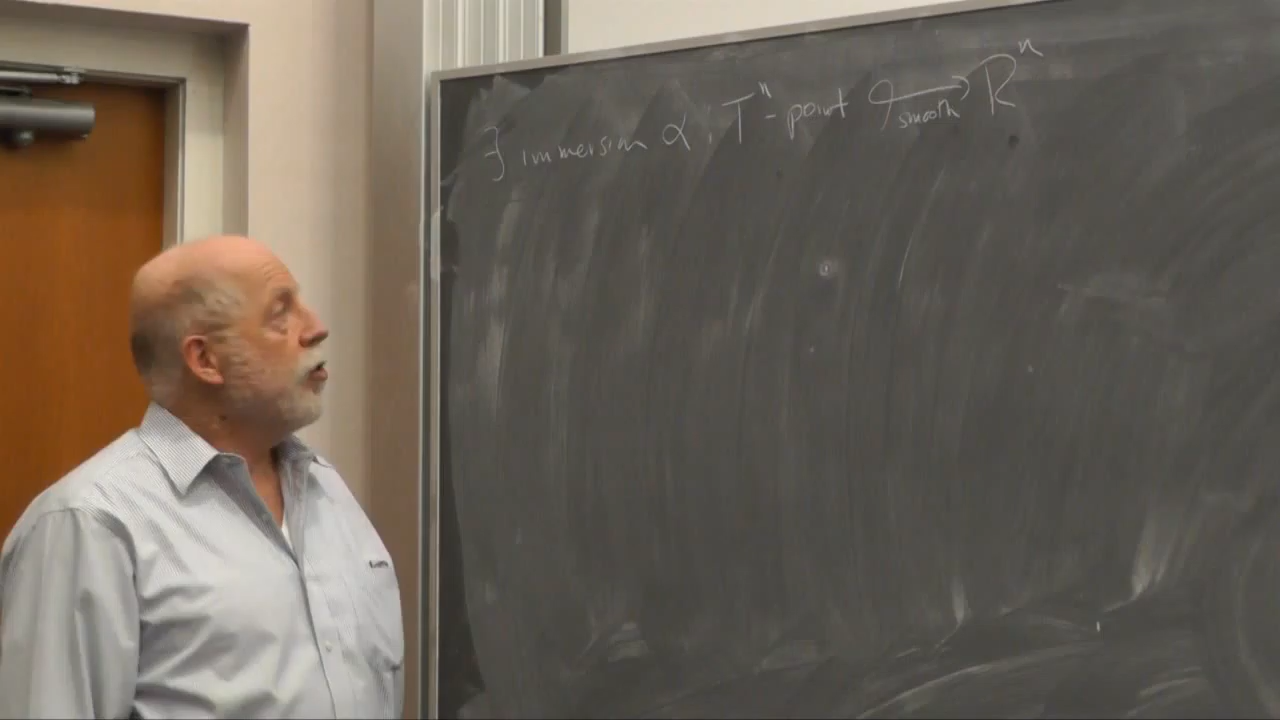 ∃ immersion α : Tⁿ - point ↪ smooth ℝⁿ